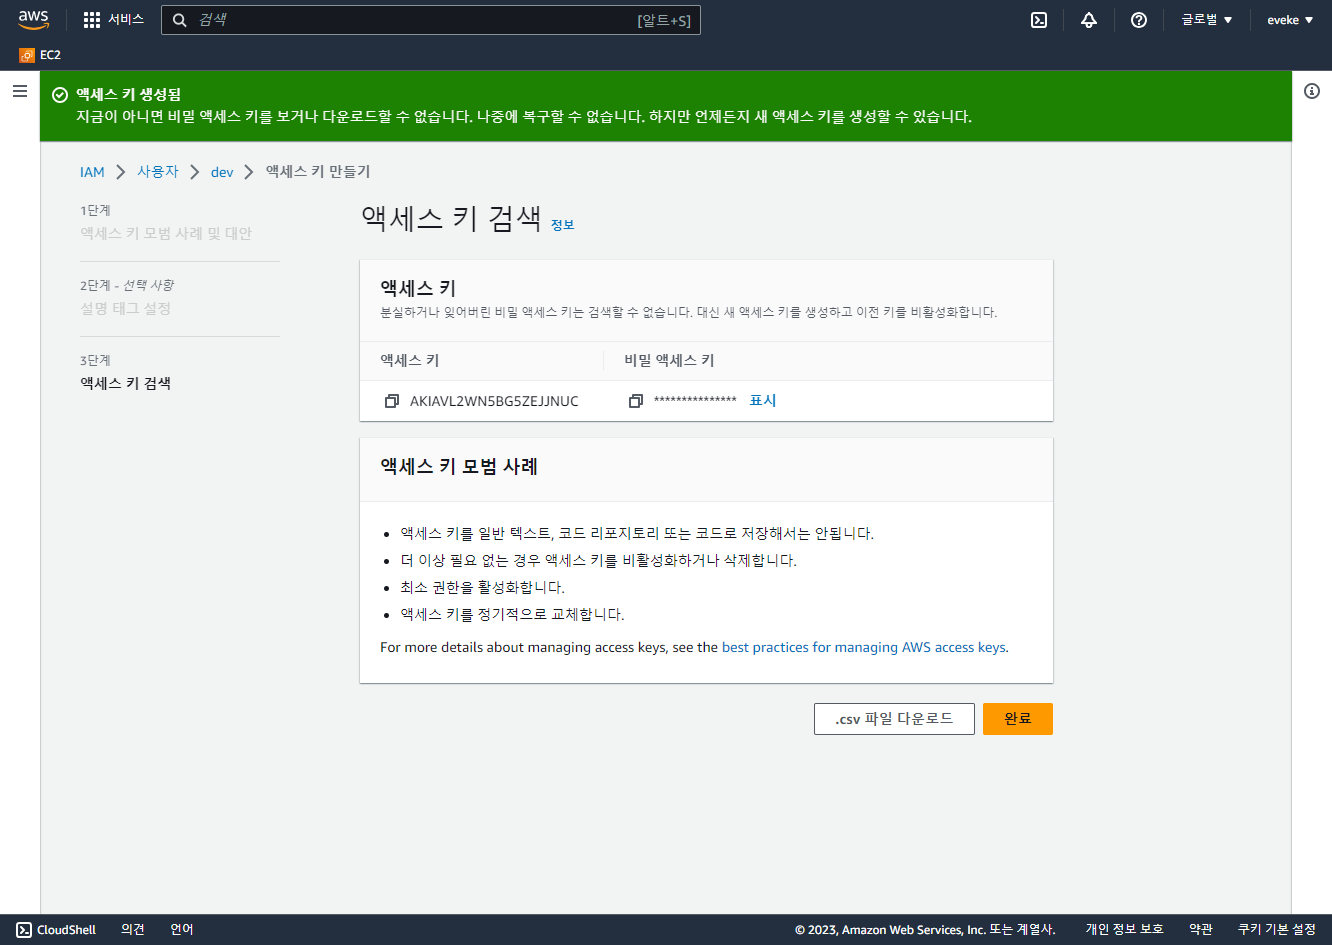 aws
서비스
검색
[알트+S]
글로벌
eveke
EC2
액세스 키 생성됨
지금이 아니면 비밀 액세스 키를 보거나 다운로드할 수 없습니다. 나중에 복구할 수 없습니다. 하지만 언제든지 새 액세스 키를 생성할 수 있습니다.
IAM > 사용자 > dev > 액세스 키 만들기
1단계
액세스 키 모범 사례 및 대안
2단계 - 선택 사항
설명 태그 설정
3단계
액세스 키 검색
액세스 키 검색 정보
액세스 키
분실하거나 잊어버린 비밀 액세스 키는 검색할 수 없습니다. 대신 새 액세스 키를 생성하고 이전 키를 비활성화합니다.
액세스 키
비밀 액세스 키
AKIAVL2WN5BG5ZEJJNUC
*************** 표시
액세스 키 모범 사례
• 액세스 키를 일반 텍스트, 코드 리포지토리 또는 코드로 저장해서는 안됩니다.
• 더 이상 필요 없는 경우 액세스 키를 비활성화하거나 삭제합니다.
• 최소 권한을 활성화합니다.
• 액세스 키를 정기적으로 교체합니다.
For more details about managing access keys, see the best practices for managing AWS access keys.
.csv 파일 다운로드
완료
CloudShell
의견
언어
© 2023, Amazon Web Services, Inc. 또는 계열사.
개인 정보 보호
약관
쿠키 기본 설정